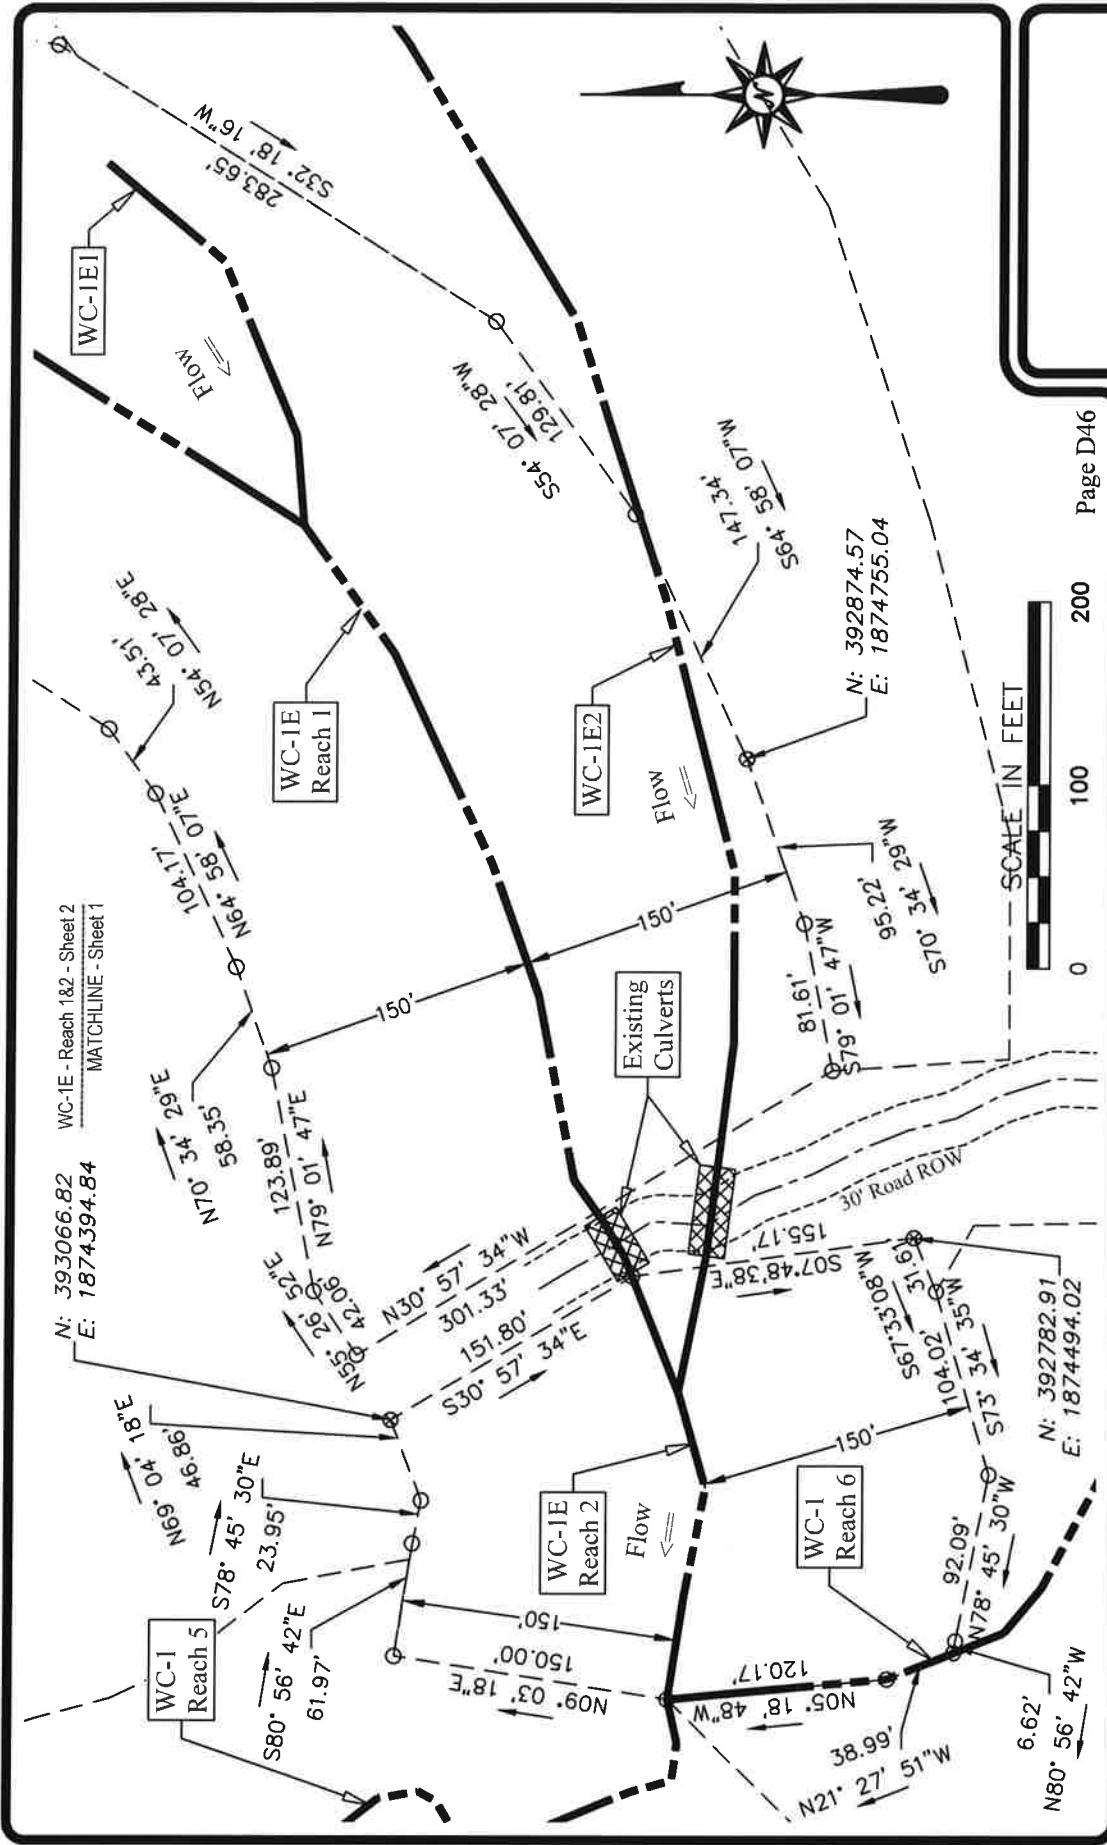 N: 393066.82
E: 1874394.84
WC-1E - Reach 1&2 - Sheet 2
MATCHLINE - Sheet 1
WC-1E1
Flow
283.65'
S32° 18' 16"W
N54° 07' 28"E
43.51'
104.17'
N64° 58' 07"E
N70° 34' 29"E
58.35'
123.89'
N79° 01' 47"E
N55° 26' 52"E
42.06'
WC-1E
Reach 1
S54° 07' 28"W
129.81'
150'
150'
WC-1E2
Flow
147.34'
S64° 58' 07"W
N: 392874.57
E: 1874755.04
95.22'
S70° 34' 29"W
81.61'
S79° 01' 47"W
Existing
Culverts
N30° 57' 34"W
301.33'
151.80'
S30° 57' 34"E
30' Road ROW
N69° 04' 18"E
46.86'
S78° 45' 30"E
23.95'
S80° 56' 42"E
61.97'
WC-1
Reach 5
150'
150.00'
N09° 03' 18"E
WC-1E
Reach 2
Flow
155.17'
S07°48'38"E
S67°33'08"W
31.61'
104.02'
S73° 34' 35"W
150'
WC-1
Reach 6
N: 392782.91
E: 1874494.02
92.09'
N78° 45' 30"W
120.17'
N05° 18' 48"W
38.99'
N21° 27' 51"W
6.62'
N80° 56' 42"W
N
SCALE IN FEET
0 100 200
Page D46